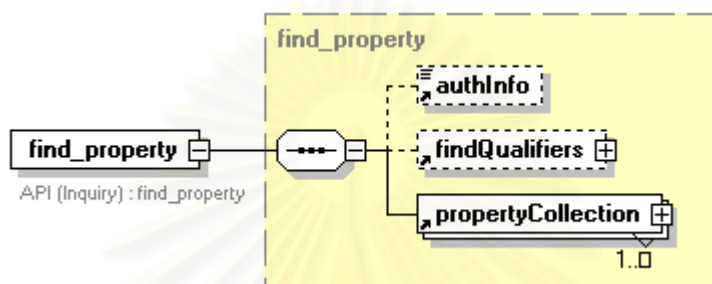 find_property
authInfo
find_property
findQualifiers
API (Inquiry) : find_property
propertyCollection
1..□